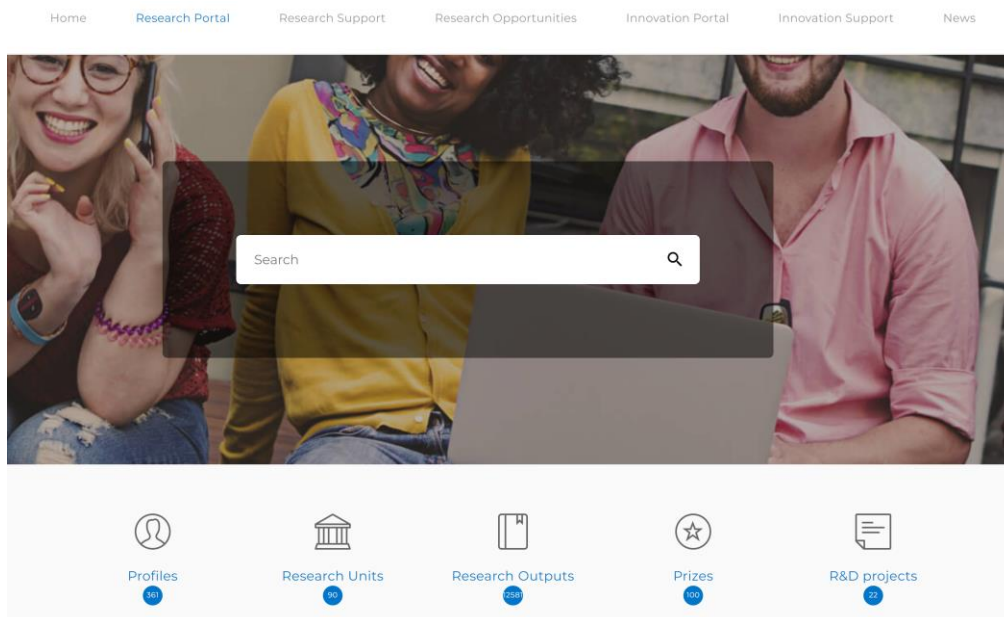 Home Research Portal Research Support Research Opportunities Innovation Portal Innovation Support News
Search
Profiles Research Units Research Outputs Prizes R&D projects
361 90 12581 100 22